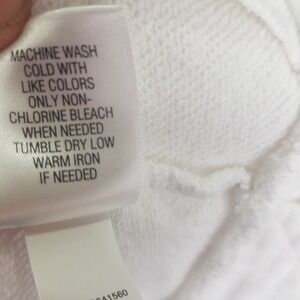 MACHINE WASH
COLD WITH
LIKE COLORS
ONLY NON-
CHLORINE BLEACH
WHEN NEEDED
TUMBLE DRY LOW
WARM IRON
IF NEEDED